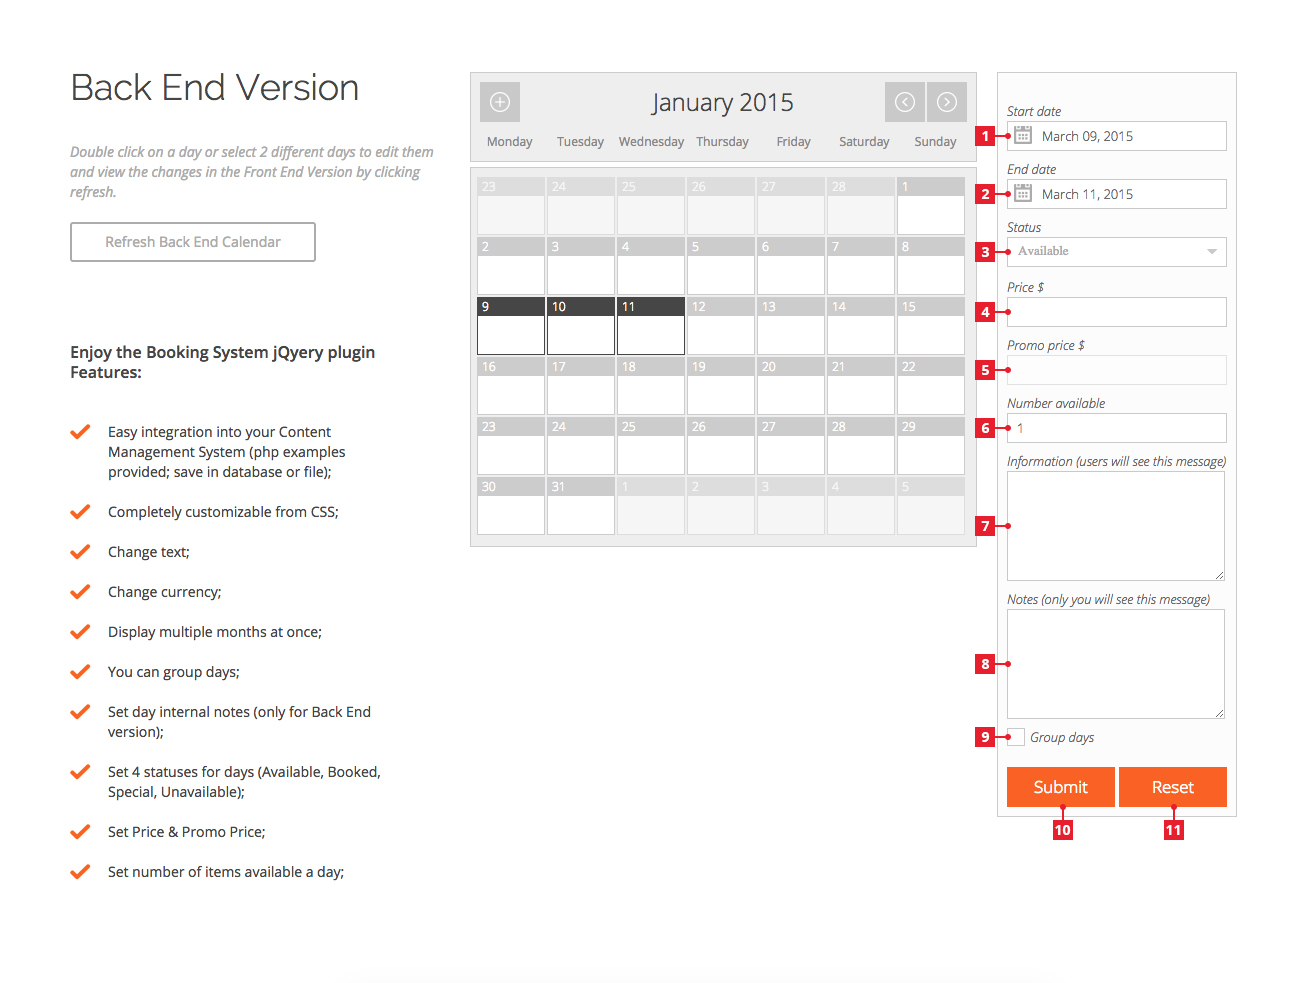 Back End Version
Double click on a day or select 2 different days to edit them
and view the changes in the Front End Version by clicking
refresh.
Refresh Back End Calendar
Enjoy the Booking System jQyery plugin
Features:
Easy integration into your Content
Management System (php examples
provided; save in database or file);
Completely customizable from CSS;
Change text;
Change currency;
Display multiple months at once;
You can group days;
Set day internal notes (only for Back End
version);
Set 4 statuses for days (Available, Booked,
Special, Unavailable);
Set Price & Promo Price;
Set number of items available a day;
January 2015
Monday Tuesday Wednesday Thursday Friday Saturday Sunday
23 24 25 26 27 28 1
2 3 4 5 6 7 8
9 10 11 12 13 14 15
16 17 18 19 20 21 22
23 24 25 26 27 28 29
30 31 1 2 3 4 5
Start date
1 March 09, 2015
End date
2 March 11, 2015
Status
3 Available
Price $
4
Promo price $
5
Number available
6 1
Information (users will see this message)
7
Notes (only you will see this message)
8
9 Group days
Submit Reset
10 11